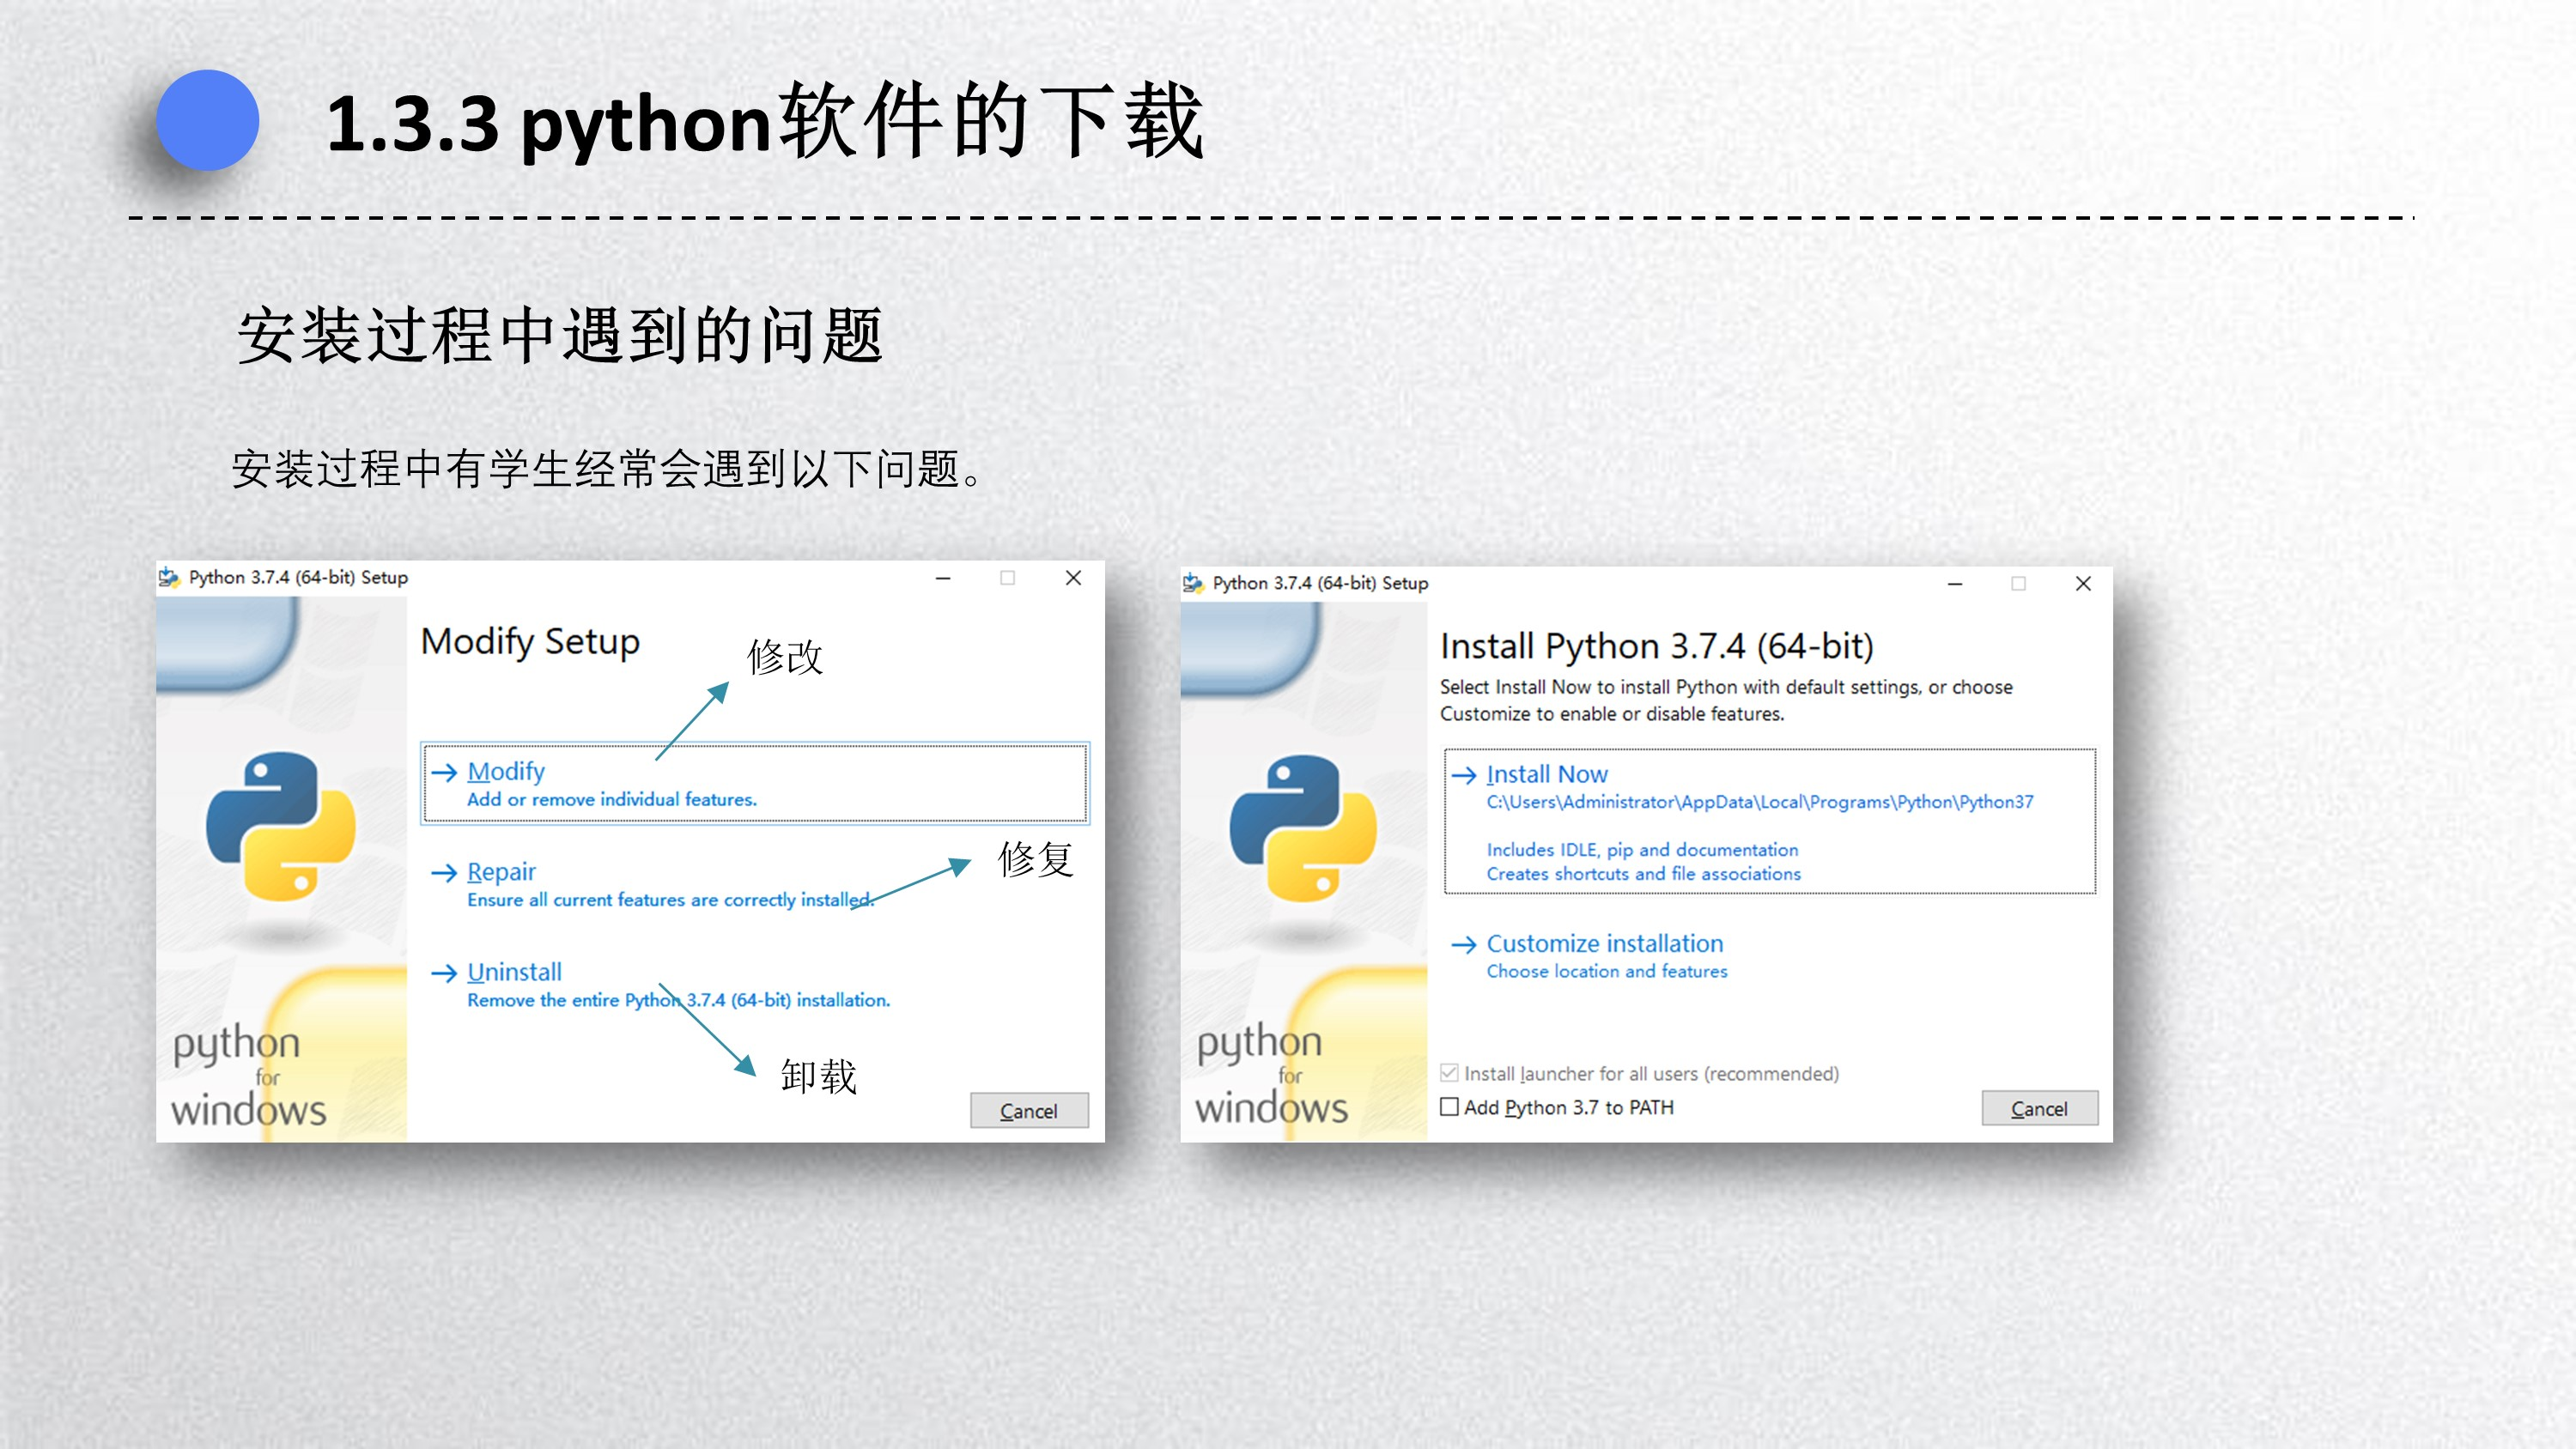 1.3.3 python软件的下载
安装过程中遇到的问题
安装过程中有学生经常会遇到以下问题。
Python 3.7.4 (64-bit) Setup
Modify Setup
修改
Modify
Add or remove individual features.
修复
Repair
Ensure all current features are correctly installed.
Uninstall
Remove the entire Python 3.7.4 (64-bit) installation.
卸载
python
for
windows
Cancel
Python 3.7.4 (64-bit) Setup
Install Python 3.7.4 (64-bit)
Select Install Now to install Python with default settings, or choose
Customize to enable or disable features.
Install Now
C:\Users\Administrator\AppData\Local\Programs\Python\Python37
Includes IDLE, pip and documentation
Creates shortcuts and file associations
Customize installation
Choose location and features
python
for
windows
Install launcher for all users (recommended)
Add Python 3.7 to PATH
Cancel